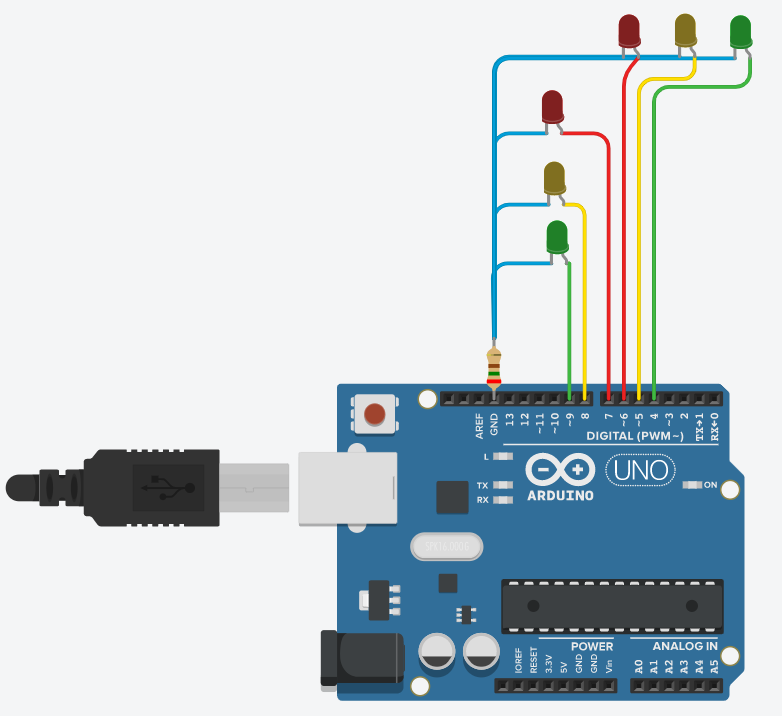 AREF
GND
13
12
~11
~10
~9
8
7
~6
~5
4
~3
2
TX→1
RX←0
DIGITAL (PWM~)
L
TX
RX
UNO
ON
ARDUINO
POWER
ANALOG IN
IOREF
RESET
3.3V
5V
GND
GND
Vin
A0
A1
A2
A3
A4
A5